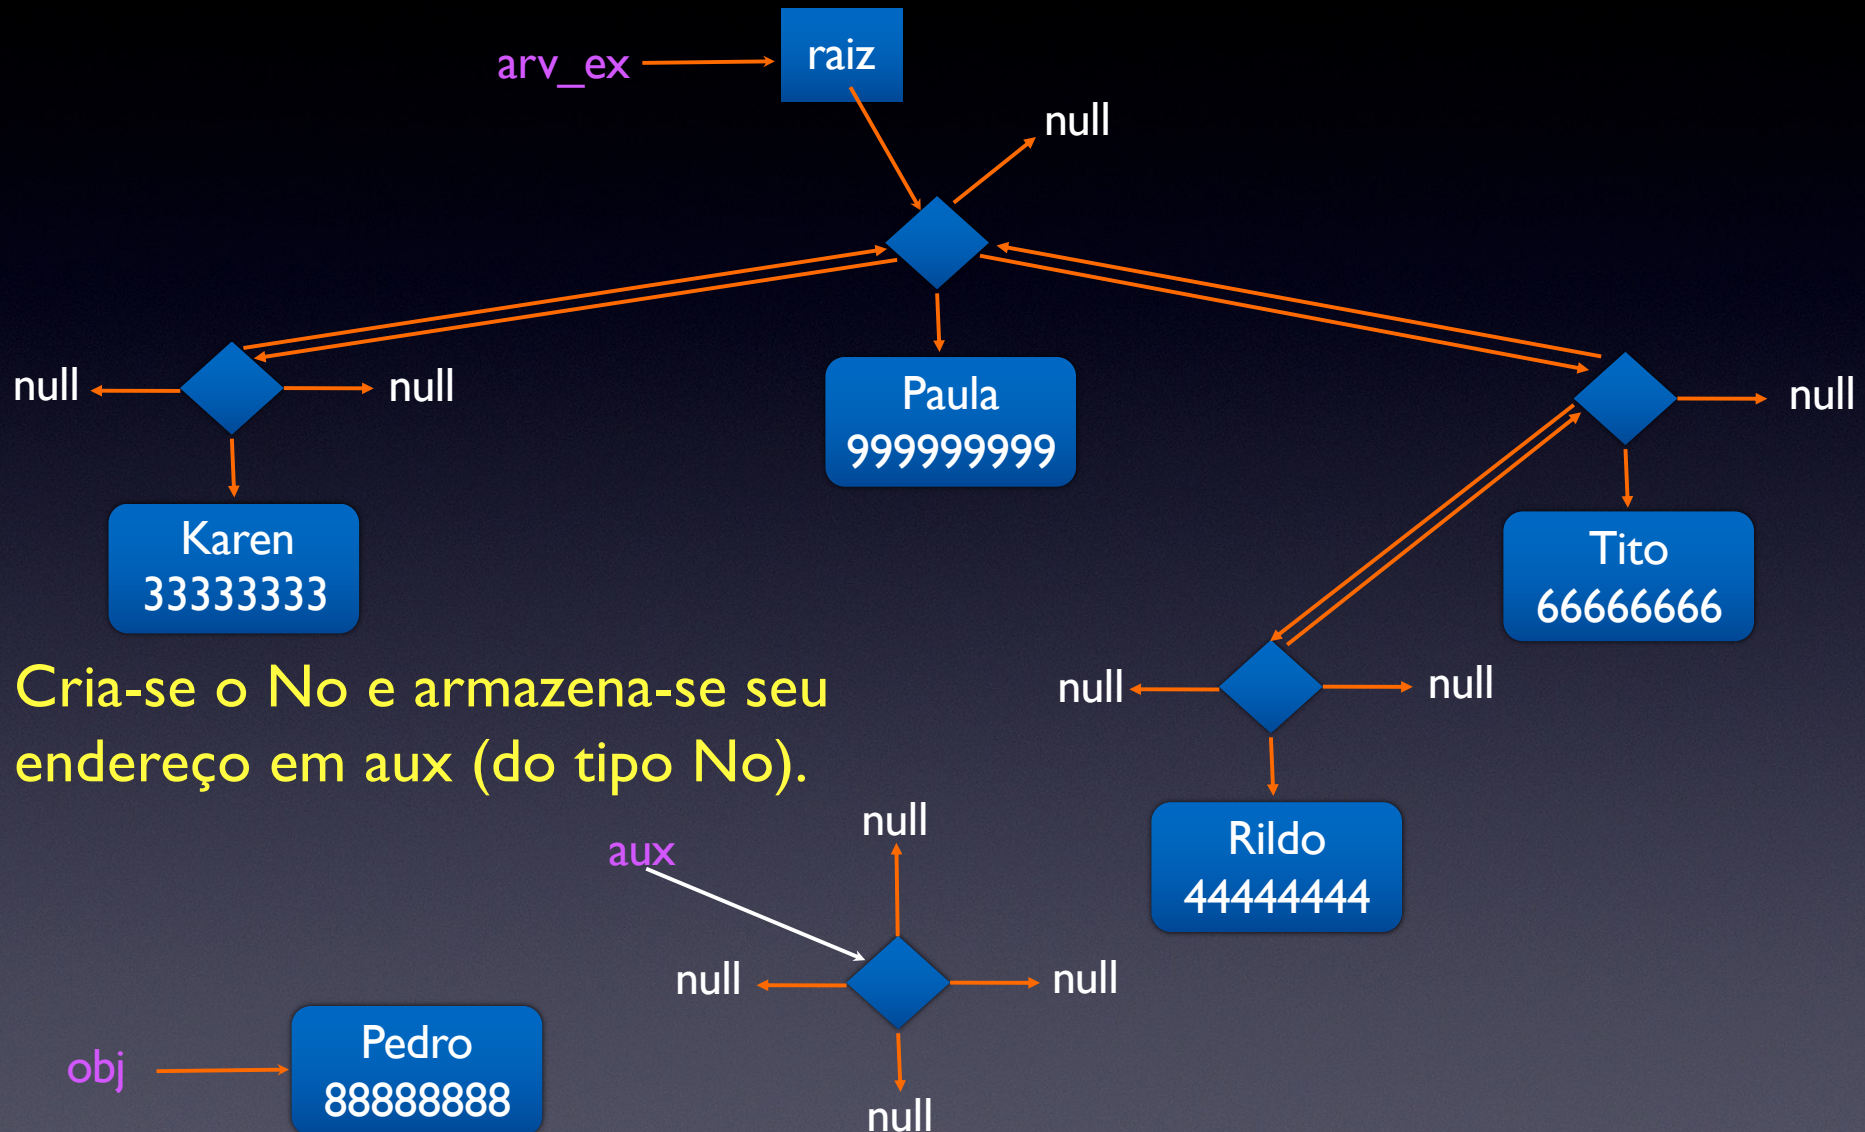 arv_ex
raiz
null
null
null
Paula
999999999
null
Karen
33333333
Tito
66666666
Cria-se o No e armazena-se seu
endereço em aux (do tipo No).
null
null
Rildo
44444444
aux
null
null
null
obj
Pedro
88888888
null